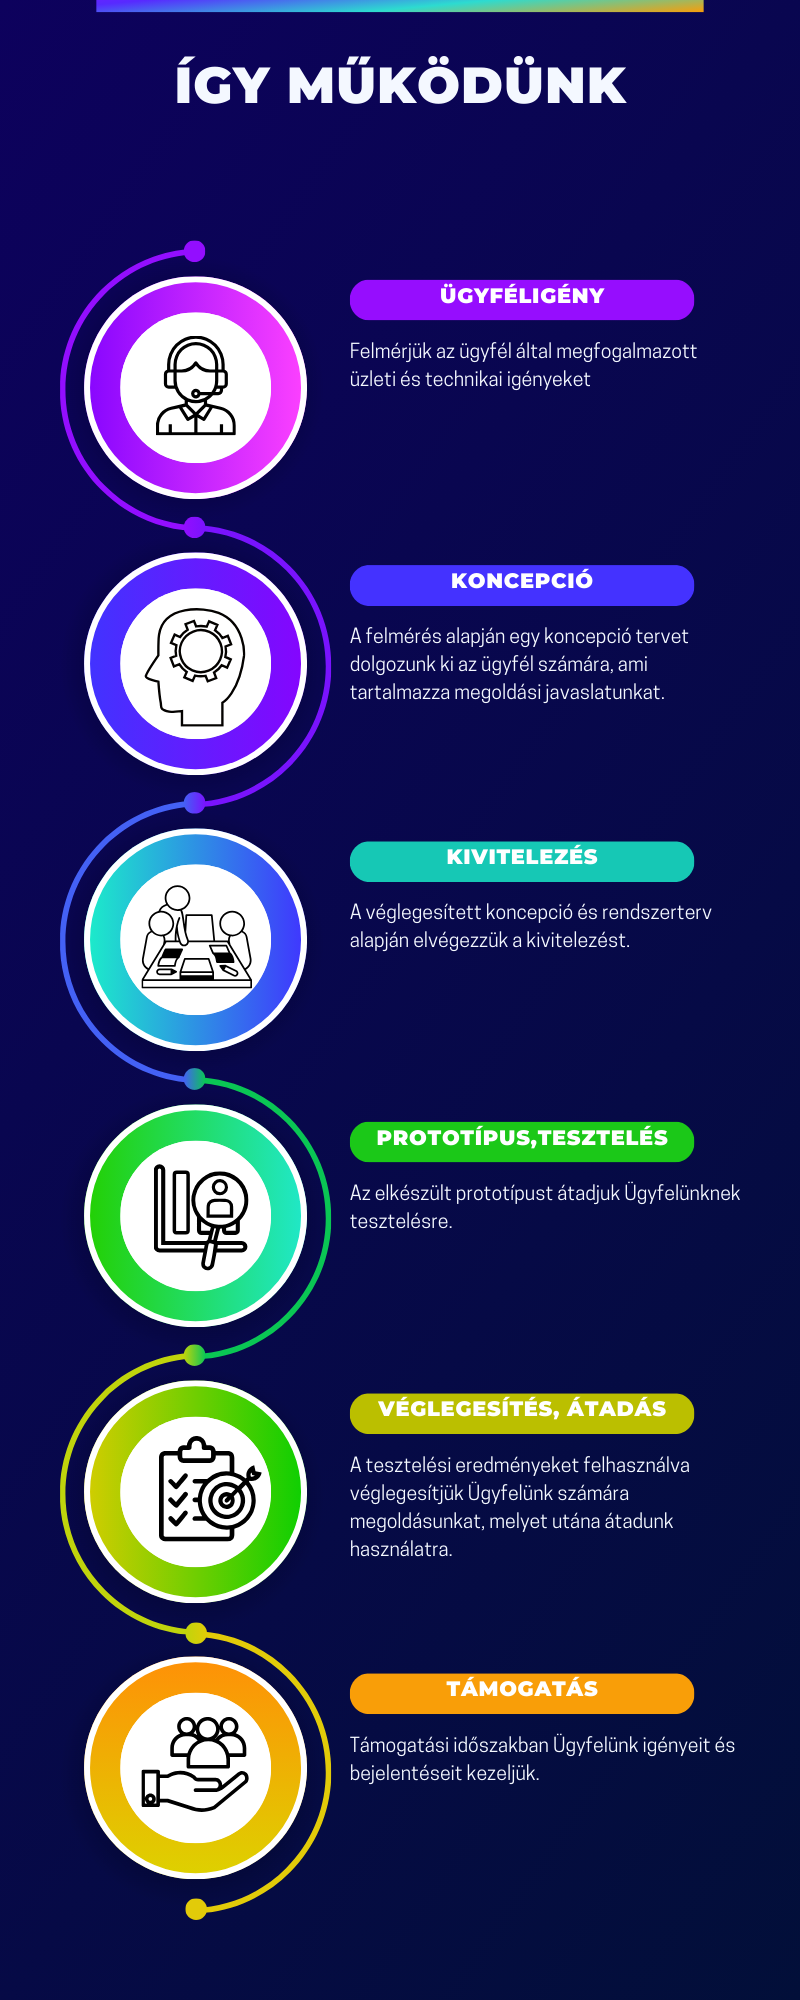 ÍGY MŰKÖDÜNK
ÜGYFÉLIGÉNY
Felmérjük az ügyfél által megfogalmazott
üzleti és technikai igényeket
KONCEPCIÓ
A felmérés alapján egy koncepció tervet
dolgozunk ki az ügyfél számára, ami
tartalmazza megoldási javaslatunkat.
KIVITELEZÉS
A véglegesített koncepció és rendszerterv
alapján elvégezzük a kivitelezést.
PROTOTÍPUS,TESZTELÉS
Az elkészült prototípust átadjuk Ügyfelünknek
tesztelésre.
VÉGLEGESÍTÉS, ÁTADÁS
A tesztelési eredményeket felhasználva
véglegesítjük Ügyfelünk számára
megoldásunkat, melyet utána átadunk
használatra.
TÁMOGATÁS
Támogatási időszakban Ügyfelünk igényeit és
bejelentéseit kezeljük.